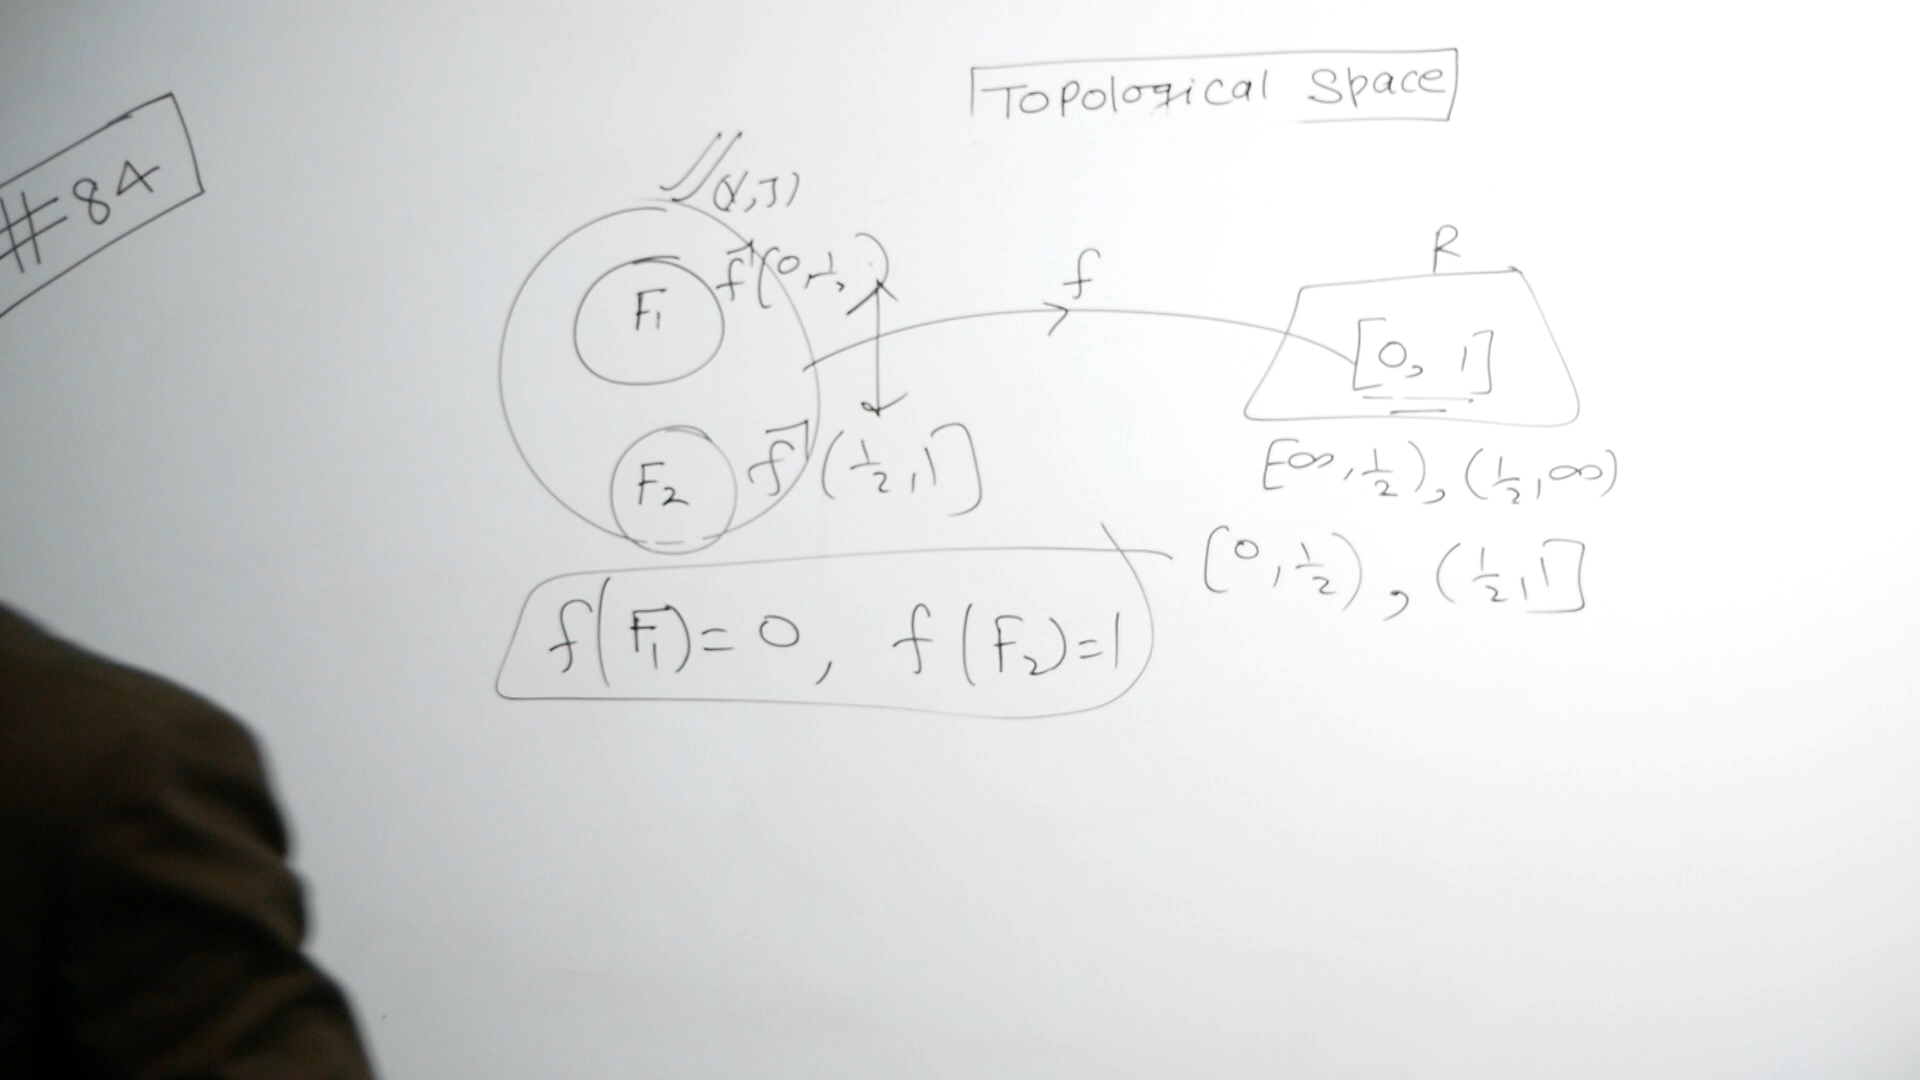 Topological Space
#84
(X,J)
F₁ f⁻¹(0,½,)
f
R
[0, 1]
F₂ f⁻¹(½,1]
[∞,½), (½,∞)
[0,½), (½,1]
f(F₁)=0, f(F₂)=1